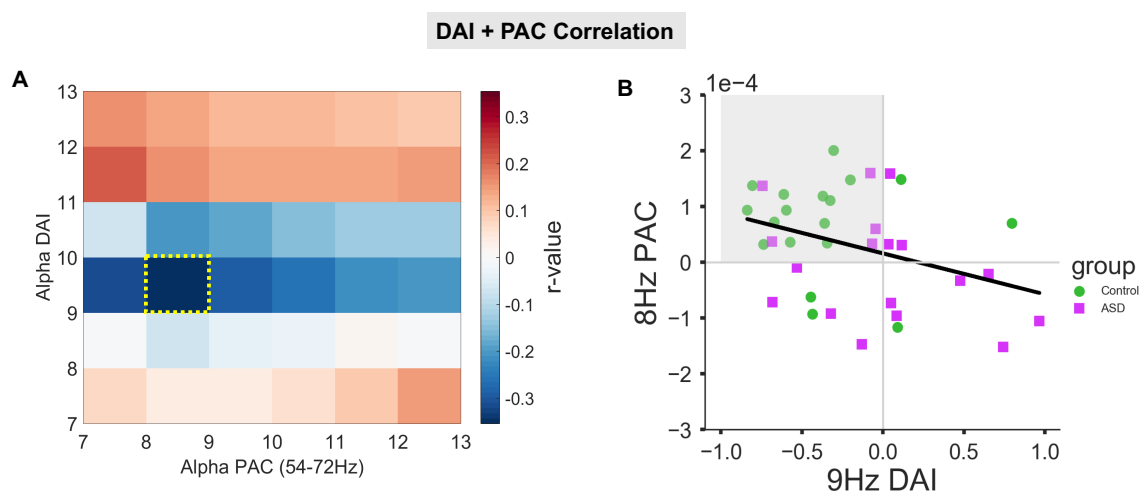 DAI + PAC Correlation
A
13
12
11
10
9
8
7
Alpha DAI
7 8 9 10 11 12 13
Alpha PAC (54-72Hz)
0.3
0.2
0.1
0
-0.1
-0.2
-0.3
r-value
B
1e−4
3
2
1
0
−1
−2
−3
8Hz PAC
−1.0 −0.5 0.0 0.5 1.0
9Hz DAI
group
Control
ASD